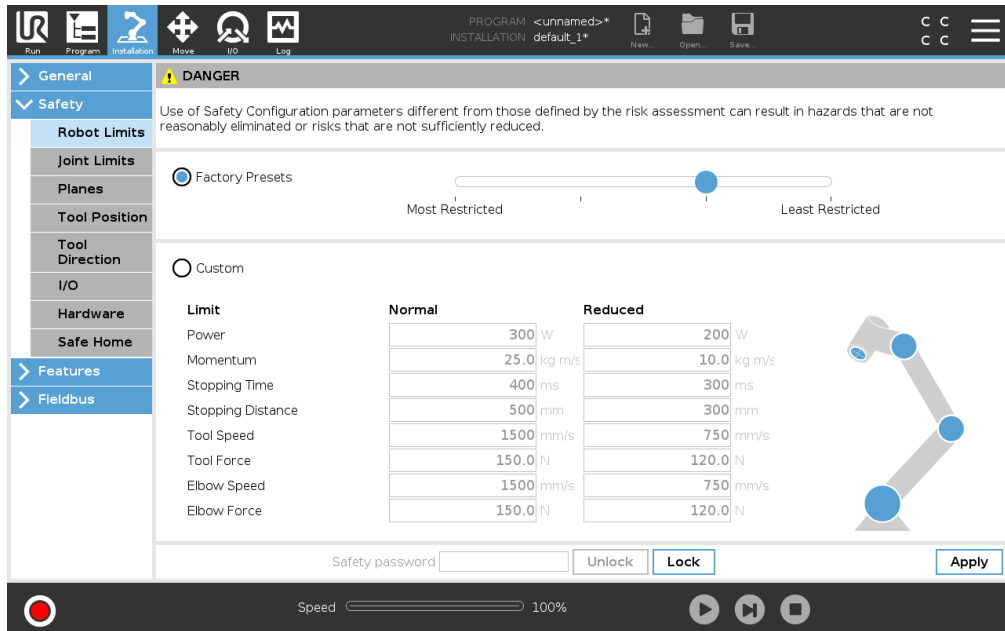 PROGRAM <unnamed>*
INSTALLATION default_1*
UR
Run
Program
Installation
Move
I/O
Log
New...
Open...
Save...
C C
C C
General
Safety
Robot Limits
Joint Limits
Planes
Tool Position
Tool
Direction
I/O
Hardware
Safe Home
Features
Fieldbus
DANGER
Use of Safety Configuration parameters different from those defined by the risk assessment can result in hazards that are not
reasonably eliminated or risks that are not sufficiently reduced.
Factory Presets
Most Restricted Least Restricted
Custom
Limit Normal Reduced
Power 300 W 200 W
Momentum 25.0 kg m/s 10.0 kg m/s
Stopping Time 400 ms 300 ms
Stopping Distance 500 mm 300 mm
Tool Speed 1500 mm/s 750 mm/s
Tool Force 150.0 N 120.0 N
Elbow Speed 1500 mm/s 750 mm/s
Elbow Force 150.0 N 120.0 N
Safety password Unlock Lock Apply
Speed 100%